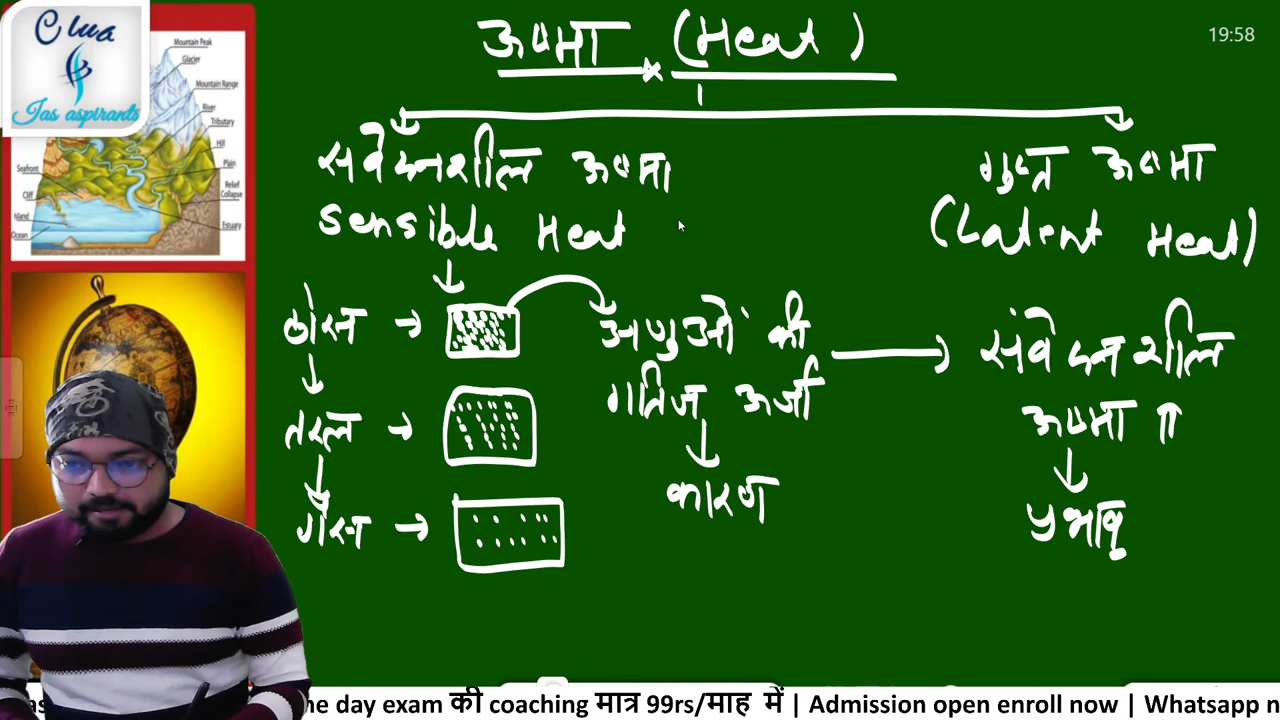 Clua
Ias aspirants
Mountain Peak
Glacier
Mountain Range
River
Tributary
Hill
Plain
Seafront
Relief
Collapse
Cliff
Island
Estuary
Ocean
19:58
ऊष्मा (Heat)
संवेदनशील ऊष्मा
Sensible Heat
गुप्त ऊष्मा
(Latent Heat)
ठोस →
तरल →
गैस →
अणुओं की
गतिज ऊर्जा
कारण
संवेदनशील
ऊष्मा ⇑
प्रभाव
me day exam की coaching मात्र 99rs/माह में | Admission open enroll now | Whatsapp n